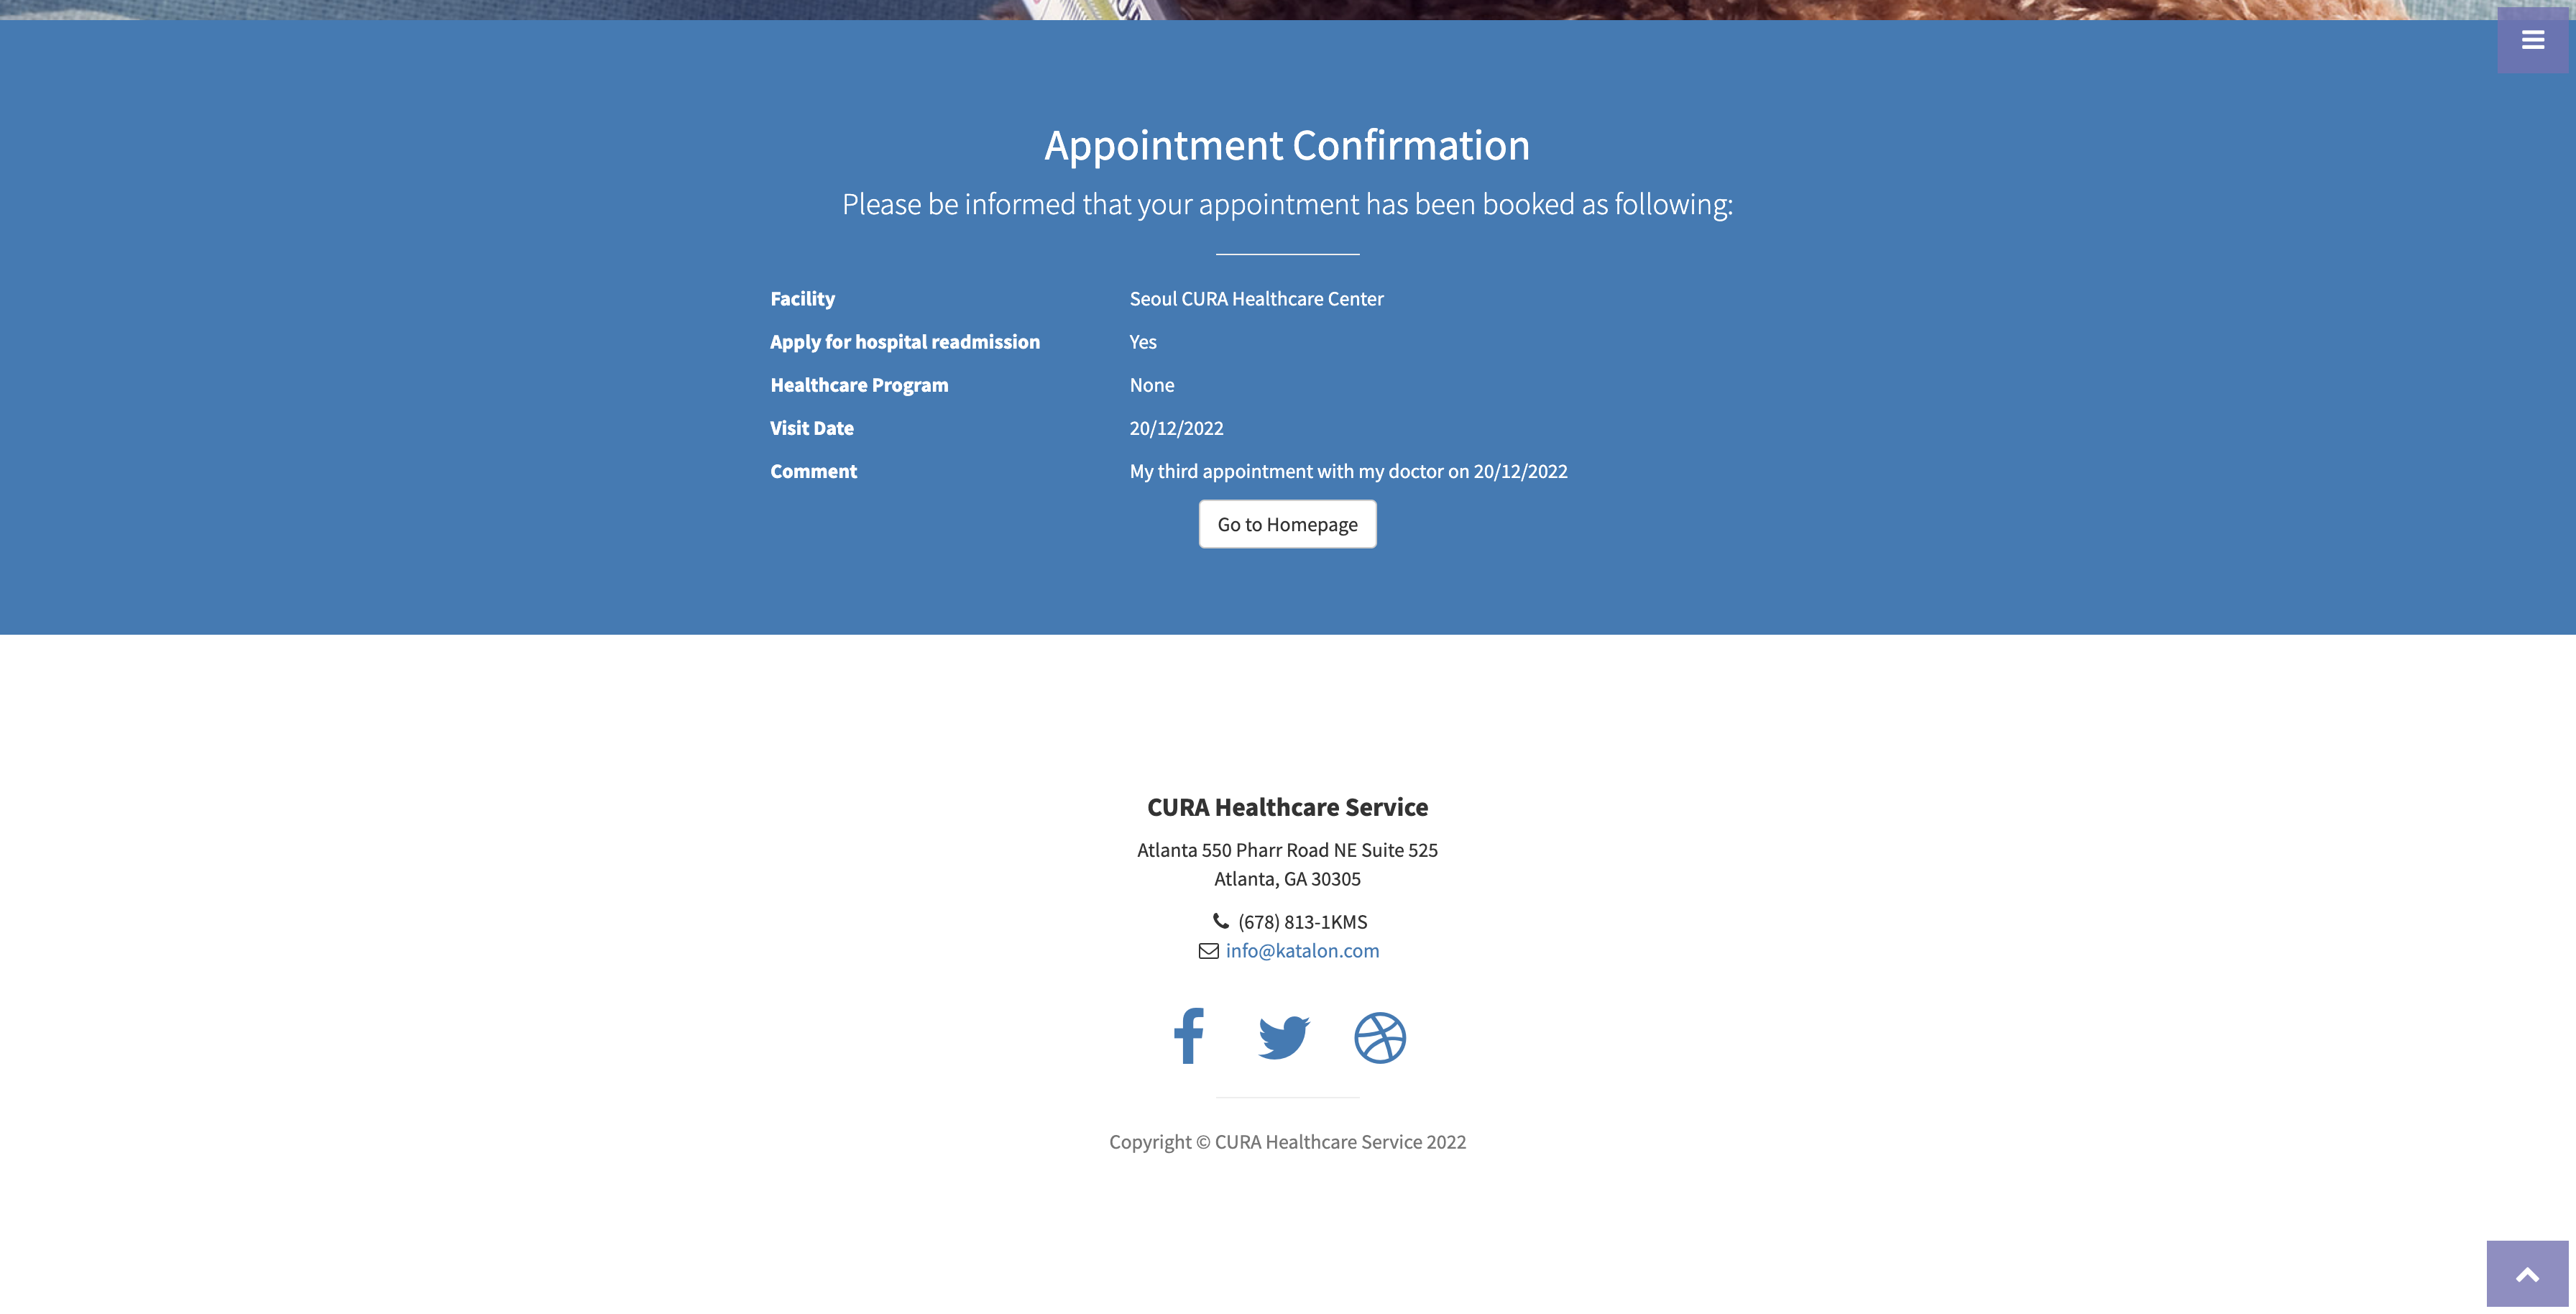 Appointment Confirmation
Please be informed that your appointment has been booked as following:
Facility Seoul CURA Healthcare Center
Apply for hospital readmission Yes
Healthcare Program None
Visit Date 20/12/2022
Comment My third appointment with my doctor on 20/12/2022
Go to Homepage
CURA Healthcare Service
Atlanta 550 Pharr Road NE Suite 525
Atlanta, GA 30305
(678) 813-1KMS
info@katalon.com
Copyright © CURA Healthcare Service 2022